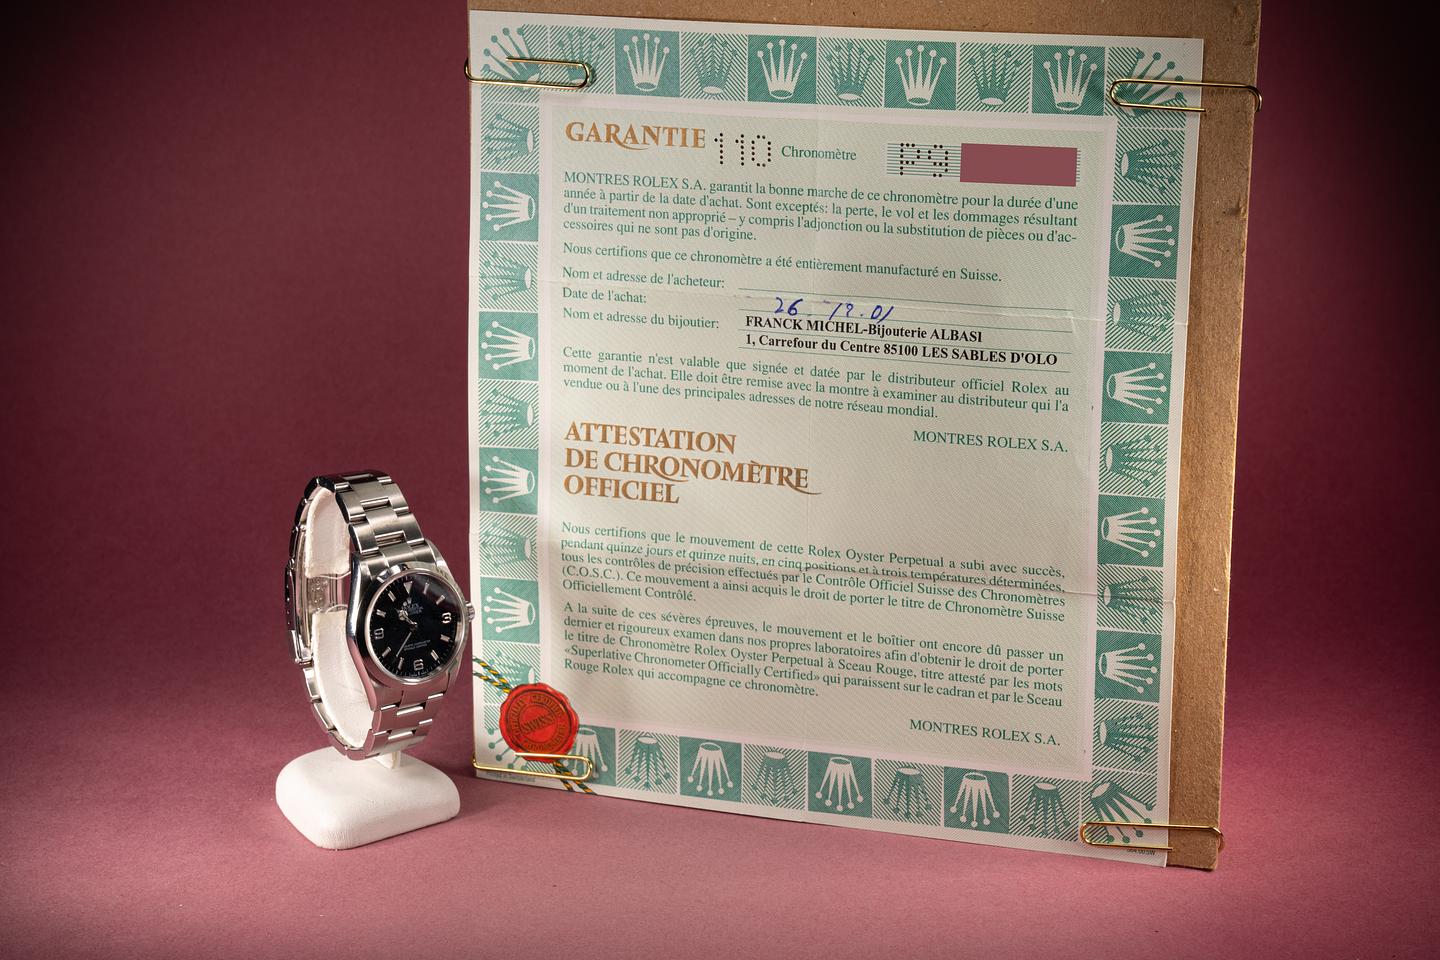 GARANTIE 110 Chronomètre P9
MONTRES ROLEX S.A. garantit la bonne marche de ce chronomètre pour la durée d'une
année à partir de la date d'achat. Sont exceptés: la perte, le vol et les dommages résultant
d'un traitement non approprié – y compris l'adjonction ou la substitution de pièces ou d'ac-
cessoires qui ne sont pas d'origine.
Nous certifions que ce chronomètre a été entièrement manufacturé en Suisse.
Nom et adresse de l'acheteur:
Date de l'achat: 26
Nom et adresse du bijoutier: FRANCK MICHEL-Bijouterie ALBASI
1, Carrefour du Centre 85100 LES SABLES D'OLO
Cette garantie n'est valable que signée et datée par le distributeur officiel Rolex au
moment de l'achat. Elle doit être remise avec la montre à examiner au distributeur qui l'a
vendue ou à l'une des principales adresses de notre réseau mondial.
MONTRES ROLEX S.A.
ATTESTATION
DE CHRONOMÈTRE
OFFICIEL
Nous certifions que le mouvement de cette Rolex Oyster Perpetual a subi avec succès,
pendant quinze jours et quinze nuits, en cinq positions et à trois températures déterminées,
tous les contrôles de précision effectués par le Contrôle Officiel Suisse des Chronomètres
(C.O.S.C.). Ce mouvement a ainsi acquis le droit de porter le titre de Chronomètre Suisse
Officiellement Contrôlé.
A la suite de ces sévères épreuves, le mouvement et le boîtier ont encore dû passer un
dernier et rigoureux examen dans nos propres laboratoires afin d'obtenir le droit de porter
le titre de Chronomètre Rolex Oyster Perpetual à Sceau Rouge, titre attesté par les mots
«Superlative Chronometer Officially Certified» qui paraissent sur le cadran et par le Sceau
Rouge Rolex qui accompagne ce chronomètre.
MONTRES ROLEX S.A.
SWISS
ROLEX
3
6
9